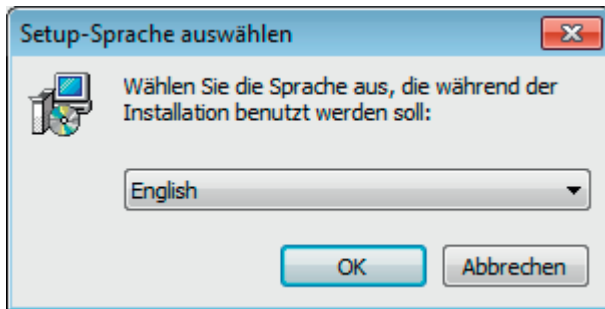 Setup-Sprache auswählen
Wählen Sie die Sprache aus, die während der
Installation benutzt werden soll:
English
OK
Abbrechen